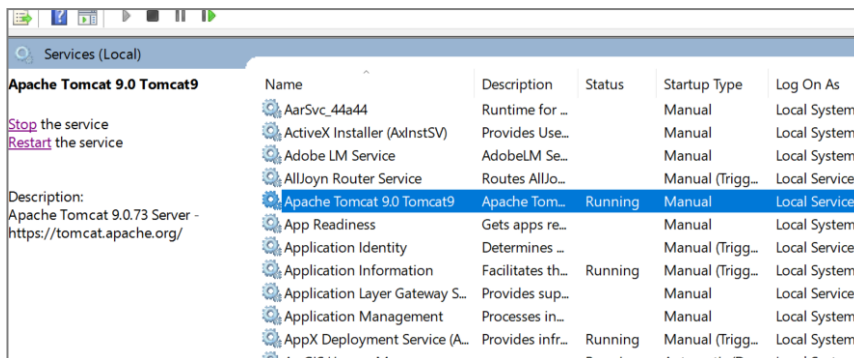 Services (Local)
Apache Tomcat 9.0 Tomcat9
Stop the service
Restart the service
Description:
Apache Tomcat 9.0.73 Server -
https://tomcat.apache.org/
Name Description Status Startup Type Log On As
AarSvc_44a44 Runtime for ... Manual Local System
ActiveX Installer (AxInstSV) Provides Use... Manual Local System
Adobe LM Service AdobeLM Se... Manual Local System
AllJoyn Router Service Routes AllJo... Manual (Trigg... Local Service
Apache Tomcat 9.0 Tomcat9 Apache Tom... Running Manual Local Service
App Readiness Gets apps re... Manual Local System
Application Identity Determines ... Manual (Trigg... Local Service
Application Information Facilitates th... Running Manual (Trigg... Local System
Application Layer Gateway S... Provides sup... Manual Local Service
Application Management Processes in... Manual Local System
AppX Deployment Service (A... Provides infr... Running Manual (Trigg... Local System